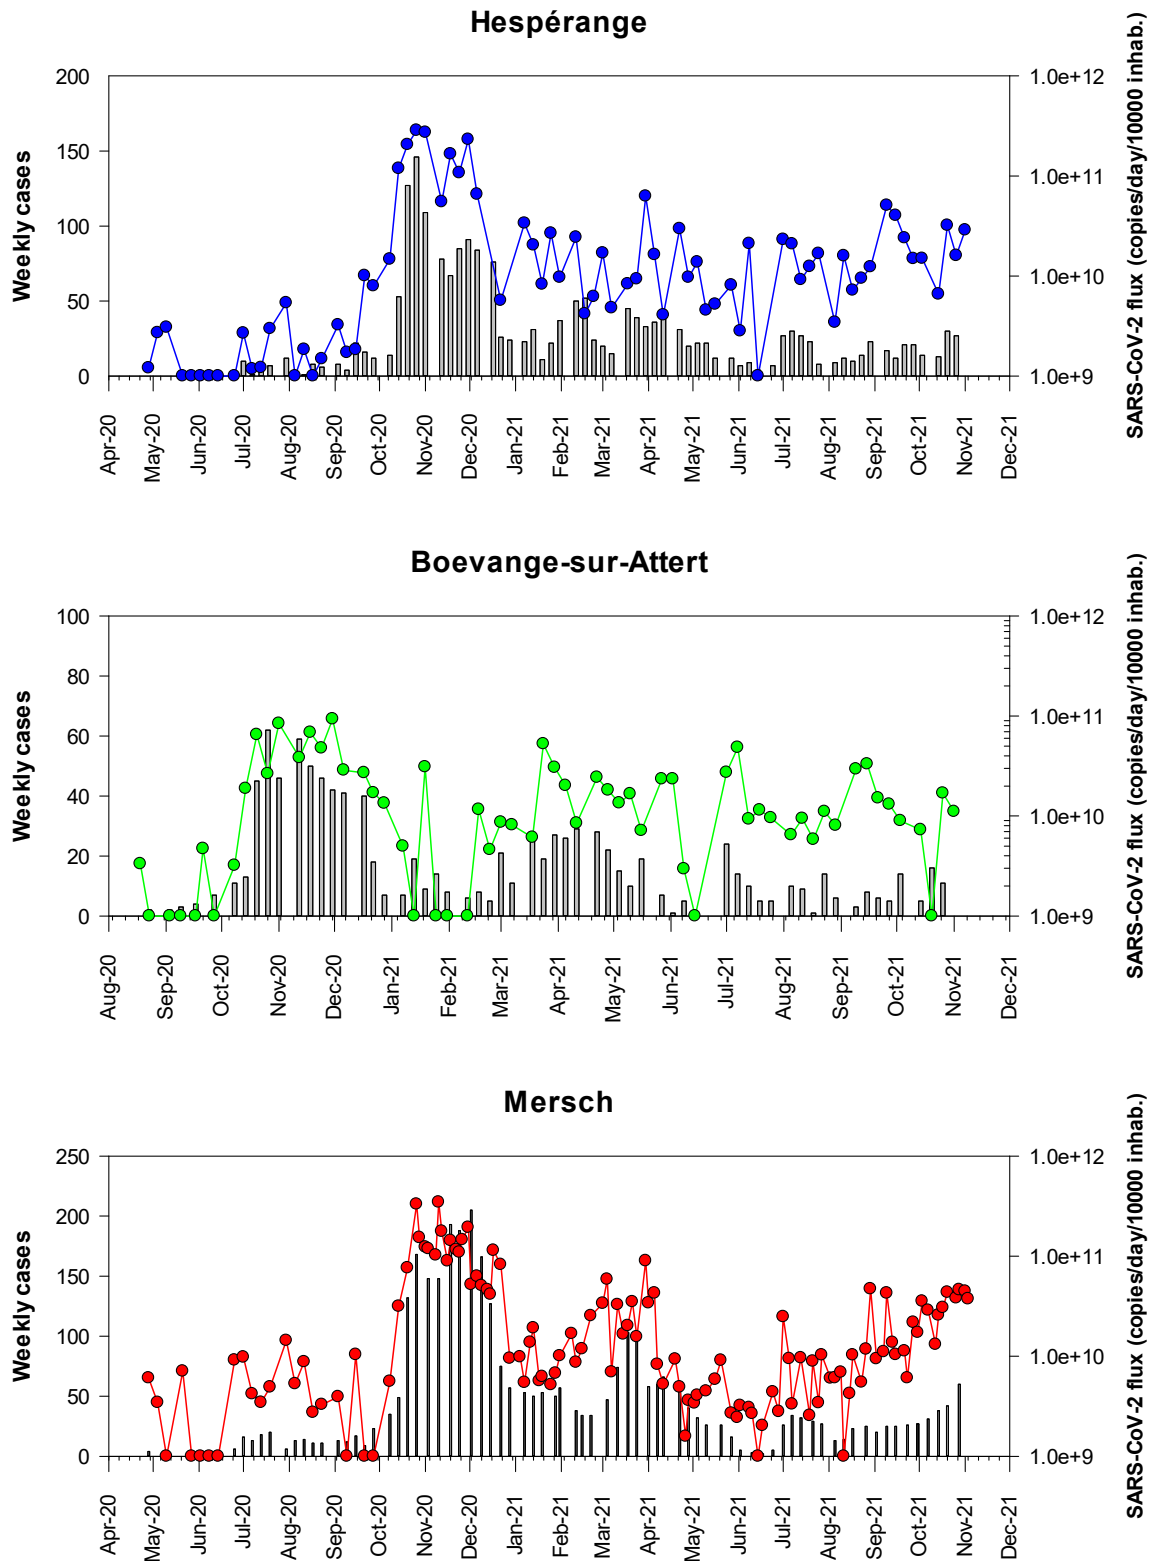 Hespérange
Weekly cases
200
150
100
50
0
1.0e+12
1.0e+11
1.0e+10
1.0e+9
SARS-CoV-2 flux (copies/day/10000 inhab.)
Apr-20
May-20
Jun-20
Jul-20
Aug-20
Sep-20
Oct-20
Nov-20
Dec-20
Jan-21
Feb-21
Mar-21
Apr-21
May-21
Jun-21
Jul-21
Aug-21
Sep-21
Oct-21
Nov-21
Dec-21
Boevange-sur-Attert
Weekly cases
100
80
60
40
20
0
1.0e+12
1.0e+11
1.0e+10
1.0e+9
SARS-CoV-2 flux (copies/day/10000 inhab.)
Aug-20
Sep-20
Oct-20
Nov-20
Dec-20
Jan-21
Feb-21
Mar-21
Apr-21
May-21
Jun-21
Jul-21
Aug-21
Sep-21
Oct-21
Nov-21
Dec-21
Mersch
Weekly cases
250
200
150
100
50
0
1.0e+12
1.0e+11
1.0e+10
1.0e+9
SARS-CoV-2 flux (copies/day/10000 inhab.)
Apr-20
May-20
Jun-20
Jul-20
Aug-20
Sep-20
Oct-20
Nov-20
Dec-20
Jan-21
Feb-21
Mar-21
Apr-21
May-21
Jun-21
Jul-21
Aug-21
Sep-21
Oct-21
Nov-21
Dec-21